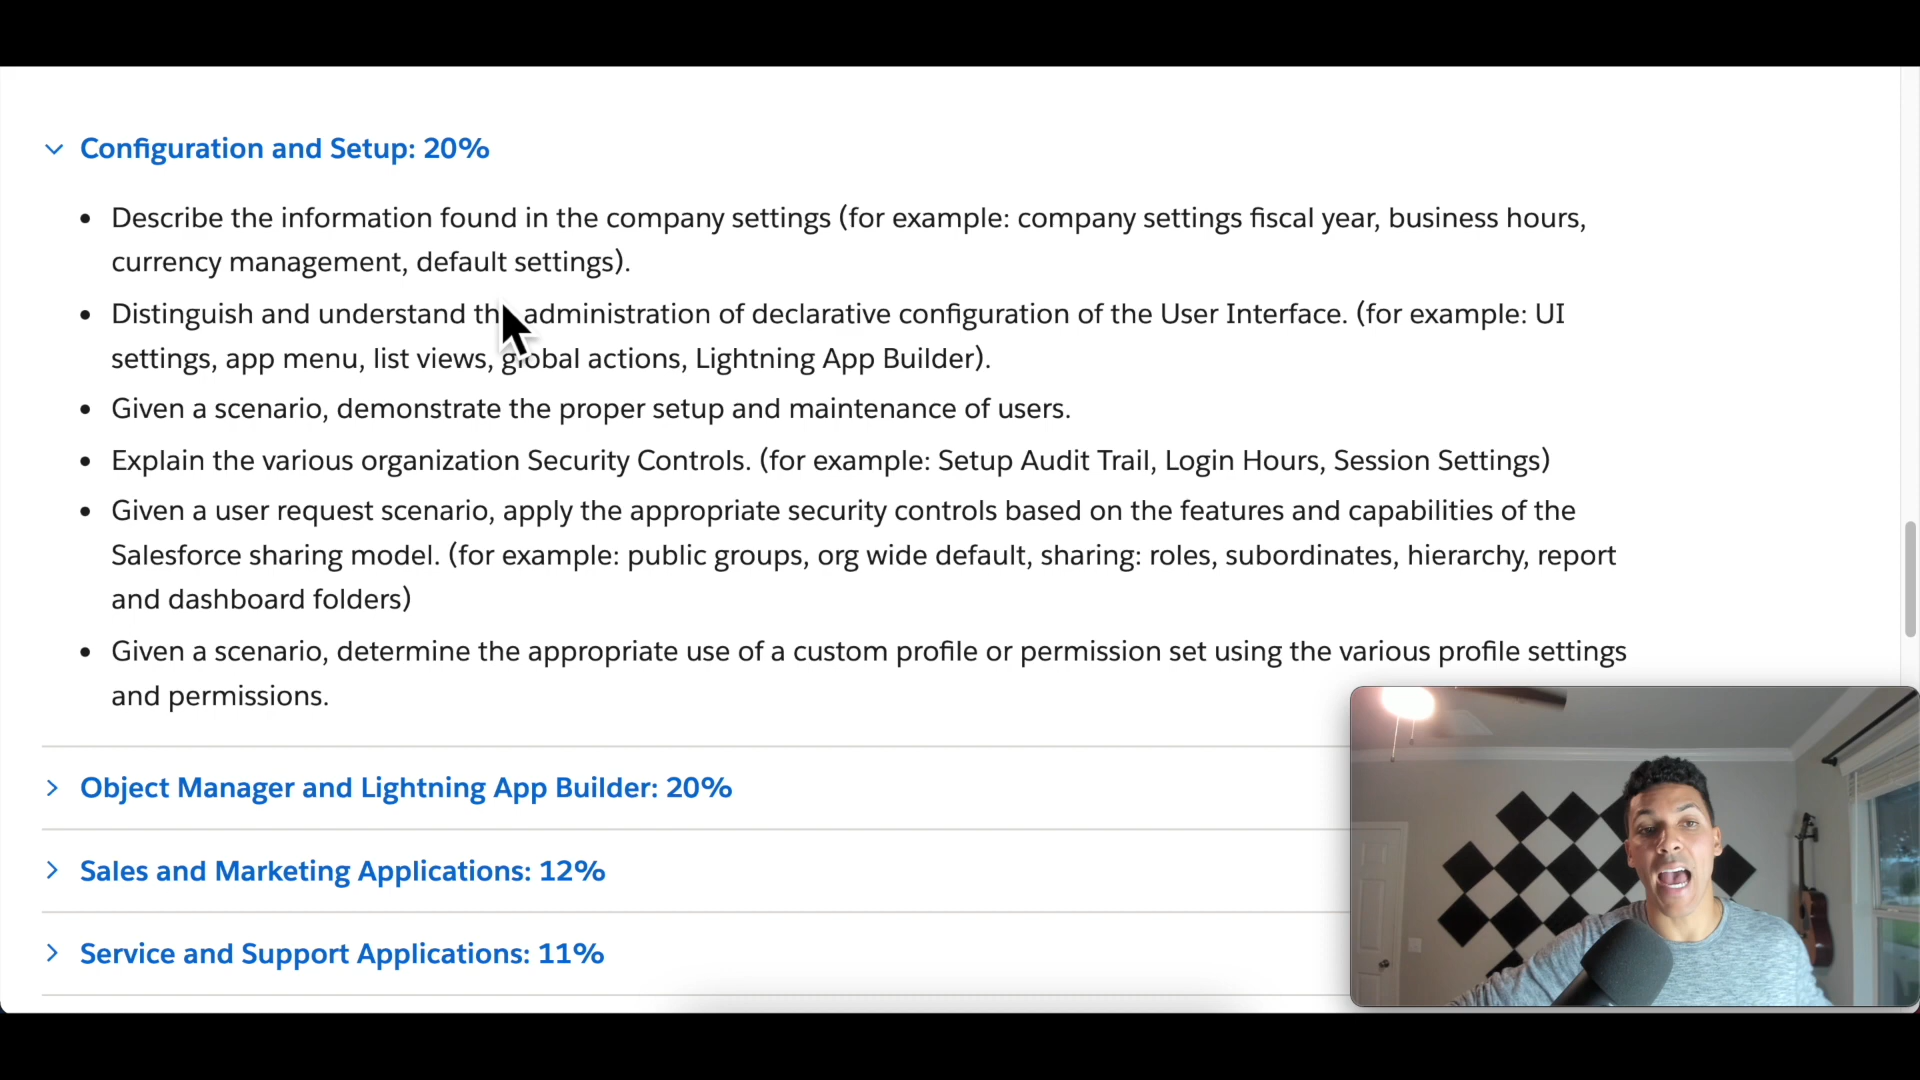 Configuration and Setup: 20%
Describe the information found in the company settings (for example: company settings fiscal year, business hours,
currency management, default settings).
Distinguish and understand the administration of declarative configuration of the User Interface. (for example: UI
settings, app menu, list views, global actions, Lightning App Builder).
Given a scenario, demonstrate the proper setup and maintenance of users.
Explain the various organization Security Controls. (for example: Setup Audit Trail, Login Hours, Session Settings)
Given a user request scenario, apply the appropriate security controls based on the features and capabilities of the
Salesforce sharing model. (for example: public groups, org wide default, sharing: roles, subordinates, hierarchy, report
and dashboard folders)
Given a scenario, determine the appropriate use of a custom profile or permission set using the various profile settings
and permissions.
Object Manager and Lightning App Builder: 20%
Sales and Marketing Applications: 12%
Service and Support Applications: 11%